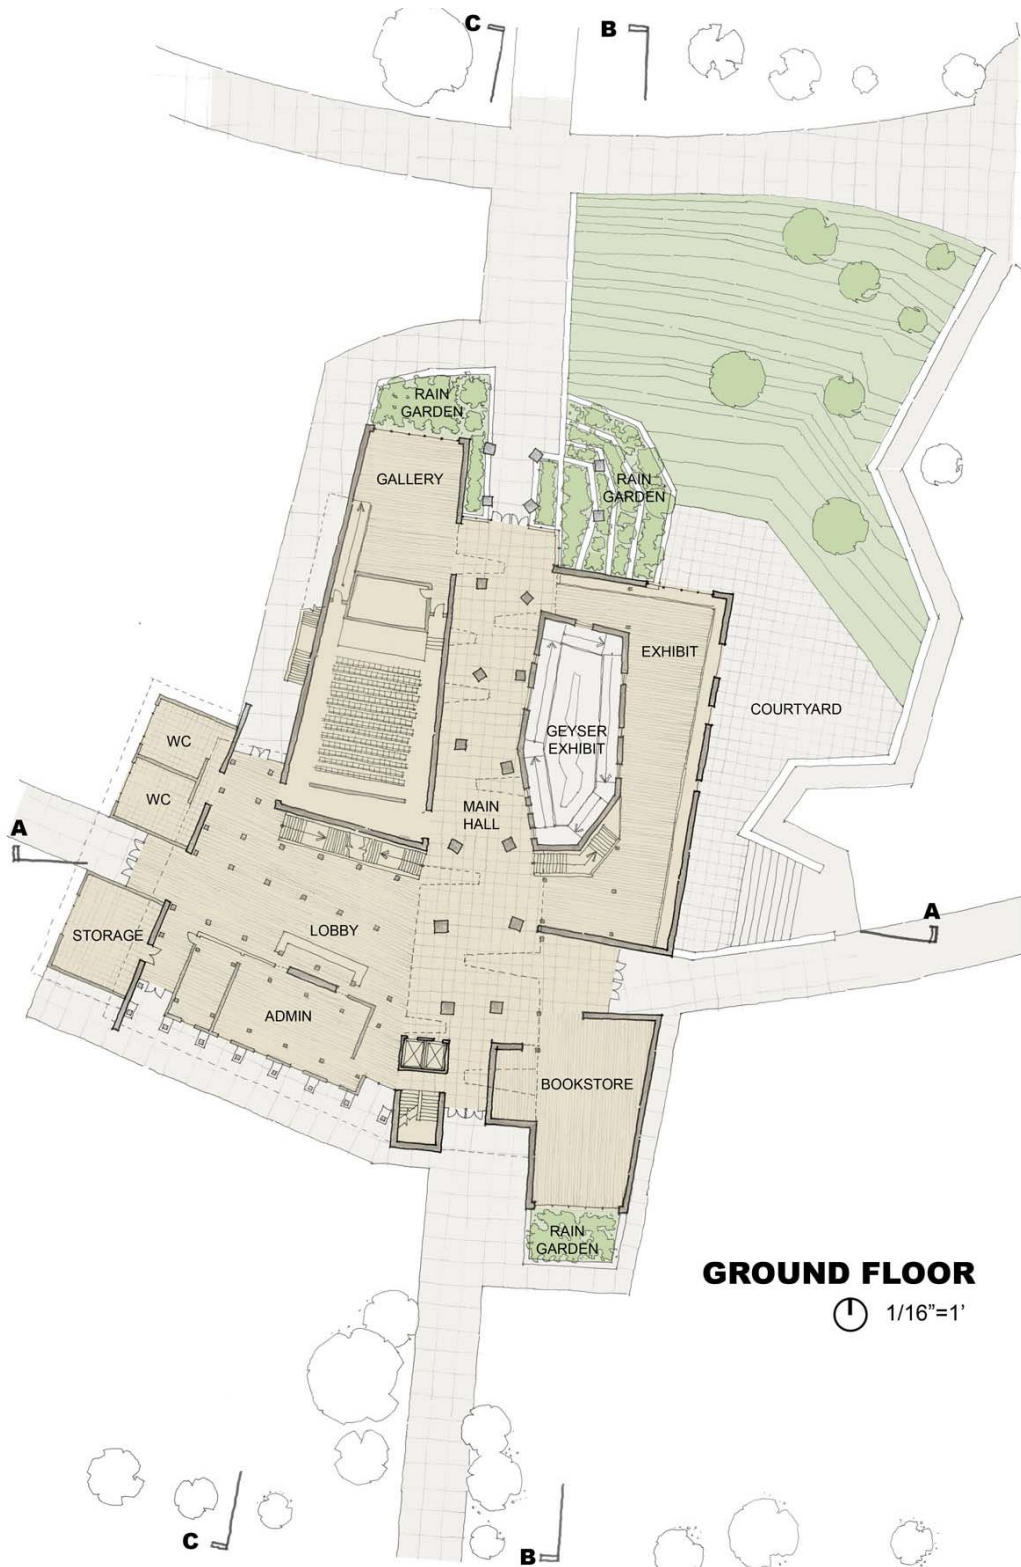 C
B
RAIN
GARDEN
GALLERY
RAIN
GARDEN
EXHIBIT
COURTYARD
GEYSER
EXHIBIT
WC
WC
MAIN
HALL
A
A
STORAGE
LOBBY
ADMIN
BOOKSTORE
RAIN
GARDEN
GROUND FLOOR
1/16"=1'
C
B